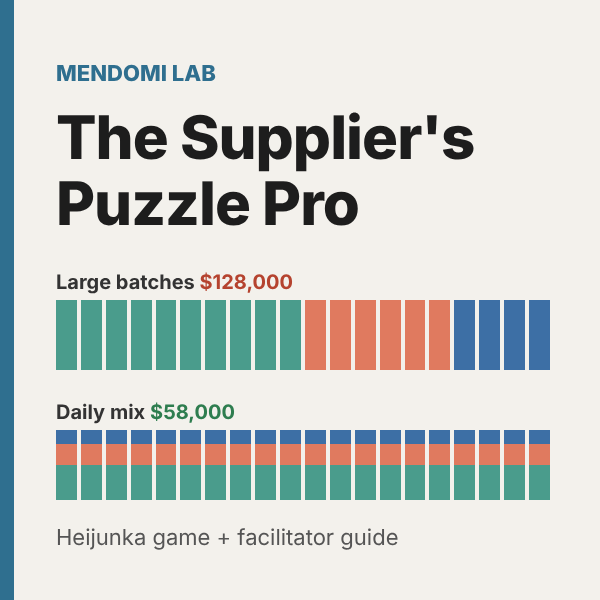 MENDOMI LAB
The Supplier's
Puzzle Pro
Large batches $128,000
Daily mix $58,000
Heijunka game + facilitator guide